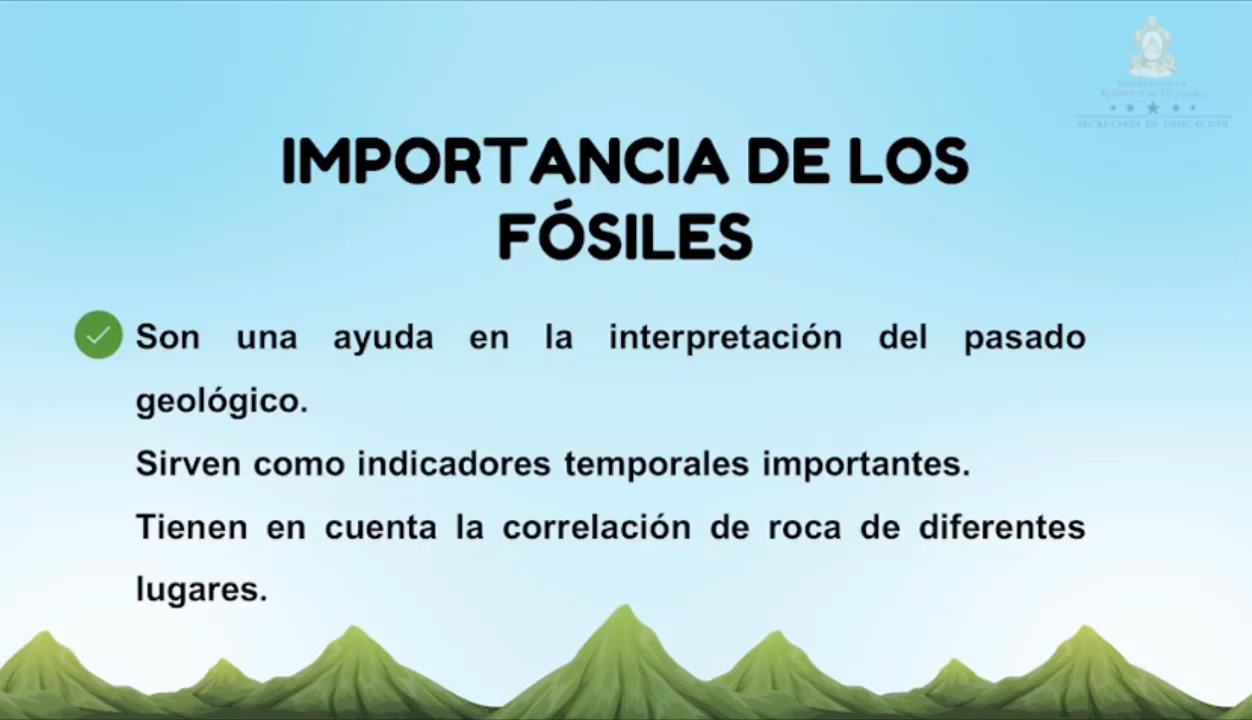 SECRETARÍA DE EDUCACIÓN
IMPORTANCIA DE LOS
FÓSILES
Son una ayuda en la interpretación del pasado
geológico.
Sirven como indicadores temporales importantes.
Tienen en cuenta la correlación de roca de diferentes
lugares.